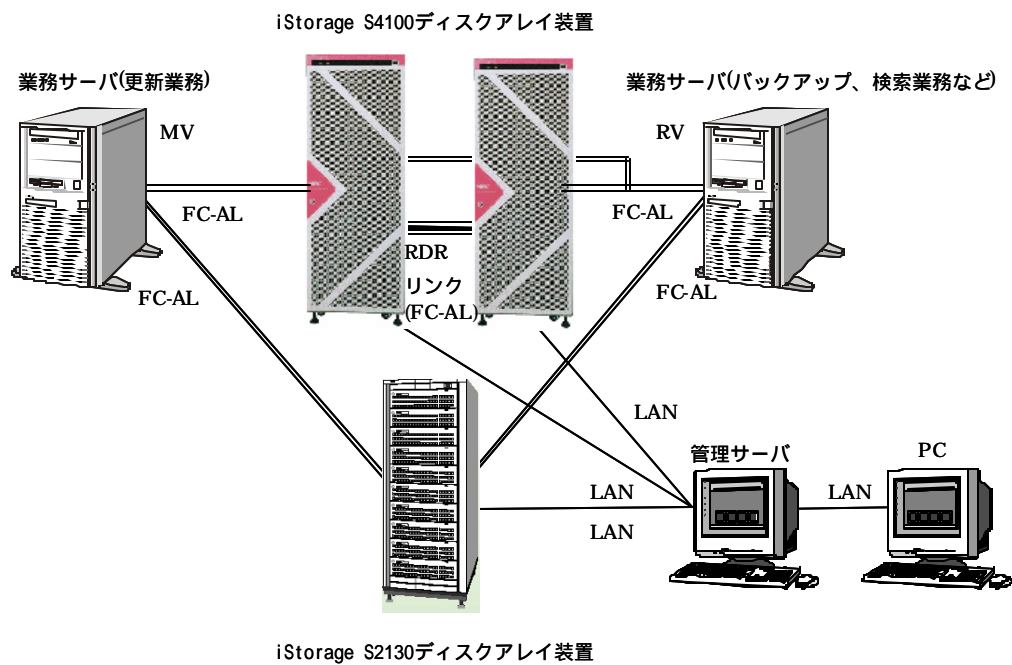 iStorage S4100ディスクアレイ装置
業務サーバ(更新業務)
業務サーバ(バックアップ、検索業務など)
MV
RV
FC-AL
FC-AL
RDR
リンク
(FC-AL)
FC-AL
FC-AL
LAN
管理サーバ
PC
LAN
LAN
LAN
iStorage S2130ディスクアレイ装置